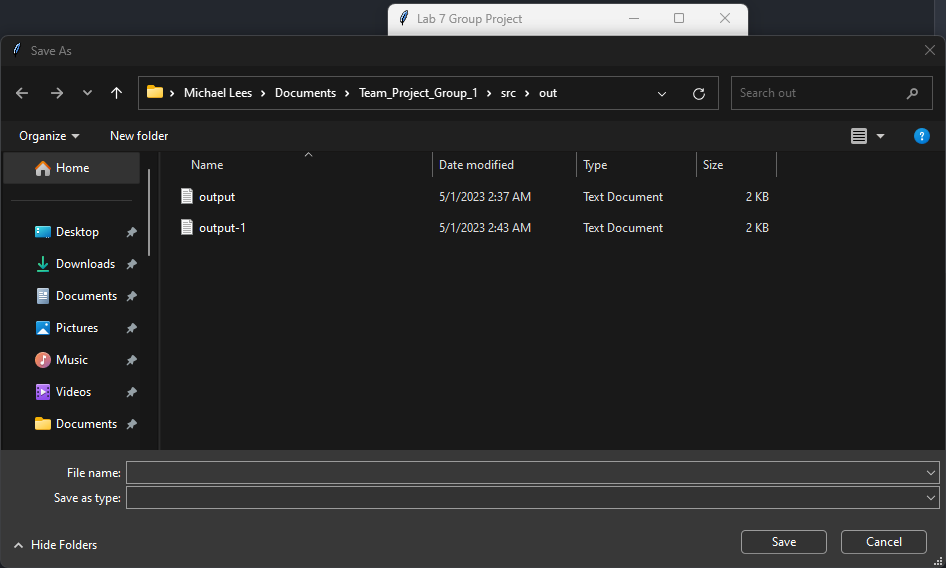 Lab 7 Group Project
Save As
Michael Lees > Documents > Team_Project_Group_1 > src > out
Search out
Organize
New folder
?
Name
Date modified
Type
Size
Home
output 5/1/2023 2:37 AM Text Document 2 KB
output-1 5/1/2023 2:43 AM Text Document 2 KB
Desktop
Downloads
Documents
Pictures
Music
Videos
Documents
File name:
Save as type:
Hide Folders
Save
Cancel